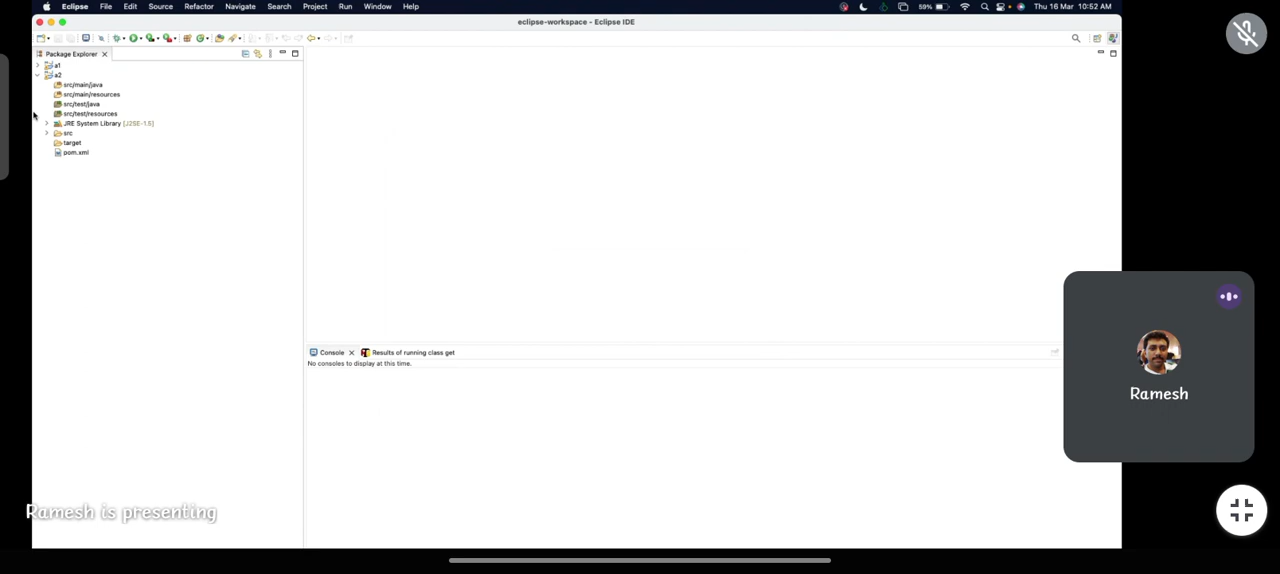 Eclipse File Edit Source Refactor Navigate Search Project Run Window Help 59% Thu 16 Mar 10:52 AM
eclipse-workspace - Eclipse IDE
Package Explorer
a1
a2
src/main/java
src/main/resources
src/test/java
src/test/resources
JRE System Library [J2SE-1.5]
src
target
pom.xml
Console Results of running class get
No consoles to display at this time.
Ramesh
Ramesh is presenting